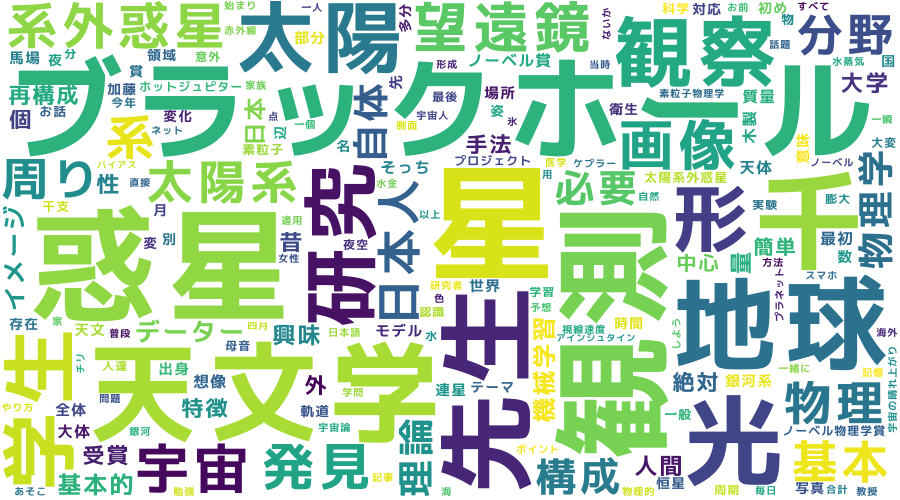 系外惑星
太陽
望遠鏡
始まり
赤外線
部分
一人
多分
ないか
観察
科学
対応
お前
初め
物
話題
すべて
分野
水蒸気
国
馬場
夜
分
領域
意外
賞
再構成
加藤
今年
お話
ホットジュピター
家族
形成
先
ノーベル賞
当時
最後
場所
宇宙人
姿
衛生
素粒子物理学
質量
木製
大学
一瞬
ブラックホール
個
変化
ネット
系
日本
点
一個
辺
素粒子
名
自体
側面
氷
手法
画像
意味
大変
ノーベル
周り
バイアス
性
直接
太陽系
研究
そっち
水金
プロジェクト
医学
ケプラー
用
太陽系外惑星
必要
自然
天体
実験
膨大
物理学
イメージ
干支
月
適用
変
別
昔
女性
夜空
日本人
以上
星
惑星
観測
形
千
中心
量
簡単
最初
数
方法
スマホ
プラネット
存在
家
天文
普段
データー
四月
母音
興味
日本語
モデル
認識
色
水
研究者
世界
学習
予想
機械学習
視線速度
アインシュタイン
時間
しょう
地球
海外
一緒に
宇宙の晴れ上がり
学生
チリ
人達
出身
問題
想像
天文学
学問
外
特徴
軌道
宇宙論
連星
テーマ
先生
絶対
銀河系
記憶
物理
一般
光
やり方
全体
大体
銀河
受賞
宇宙
発見
理論
記事
海
ポイント
構成
物理的
人間
恒星
周期
毎日
ノーベル物理学賞
基本
写真
合計
教授
あそこ
基本的
勉強